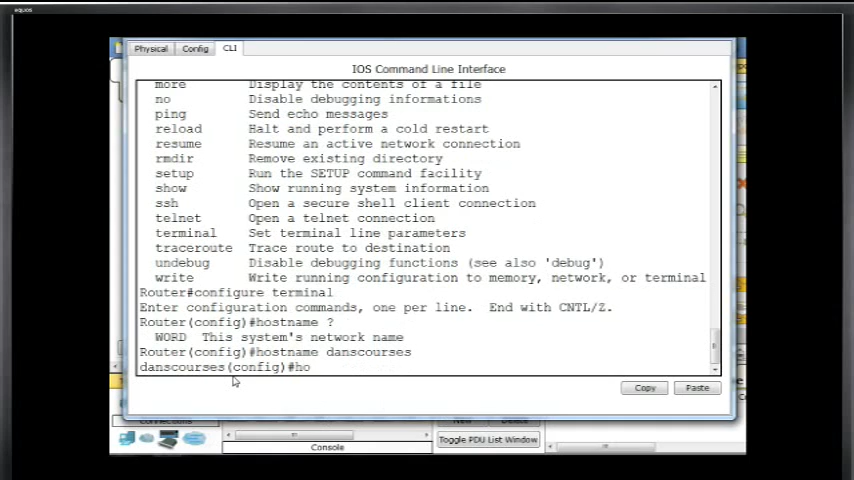 equos
Physical Config CLI
IOS Command Line Interface
more Display the contents of a file
no Disable debugging informations
ping Send echo messages
reload Halt and perform a cold restart
resume Resume an active network connection
rmdir Remove existing directory
setup Run the SETUP command facility
show Show running system information
ssh Open a secure shell client connection
telnet Open a telnet connection
terminal Set terminal line parameters
traceroute Trace route to destination
undebug Disable debugging functions (see also 'debug')
write Write running configuration to memory, network, or terminal
Router#configure terminal
Enter configuration commands, one per line. End with CNTL/Z.
Router(config)#hostname ?
WORD This system's network name
Router(config)#hostname danscourses
danscourses(config)#ho
Copy Paste
Connections New Delete
Toggle PDU List Window
Console